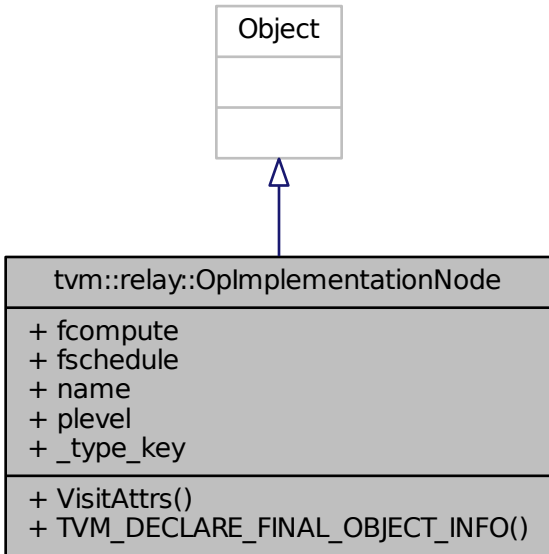 Object
tvm::relay::OpImplementationNode
+ fcompute
+ fschedule
+ name
+ plevel
+ _type_key
+ VisitAttrs()
+ TVM_DECLARE_FINAL_OBJECT_INFO()